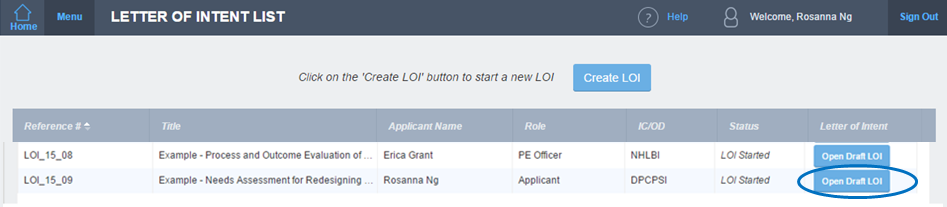 Home Menu LETTER OF INTENT LIST ? Help Welcome, Rosanna Ng Sign Out
Click on the 'Create LOI' button to start a new LOI Create LOI
Reference # Title Applicant Name Role IC/OD Status Letter of Intent
LOI_15_08 Example - Process and Outcome Evaluation of ... Erica Grant PE Officer NHLBI LOI Started Open Draft LOI
LOI_15_09 Example - Needs Assessment for Redesigning ... Rosanna Ng Applicant DPCPSI LOI Started Open Draft LOI